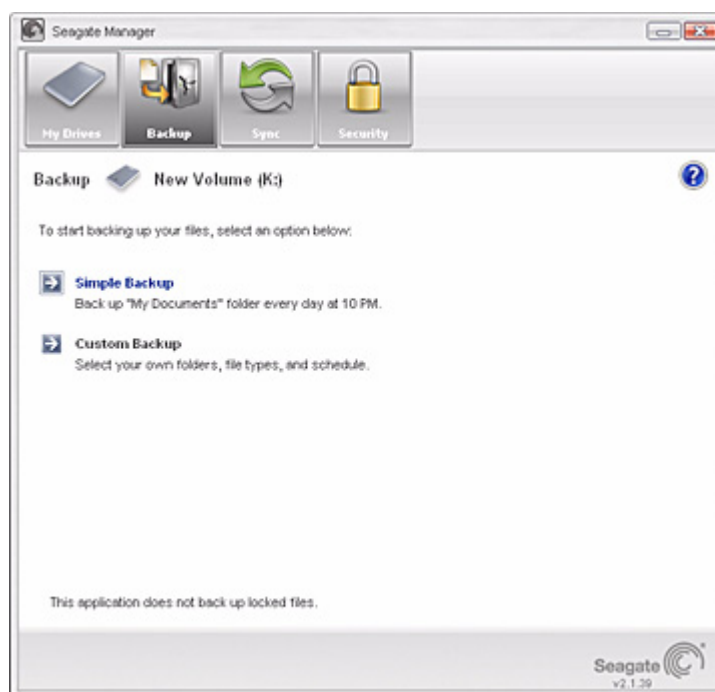 Seagate Manager
My Drives Backup Sync Security
Backup New Volume (K:)
?
To start backing up your files, select an option below:
Simple Backup
Back up "My Documents" folder every day at 10 PM.
Custom Backup
Select your own folders, file types, and schedule.
This application does not back up locked files.
Seagate
v2.1.39